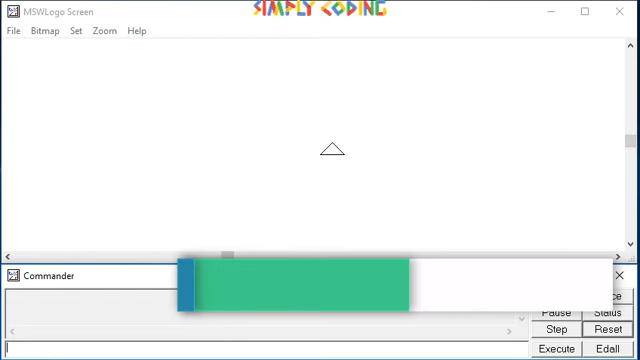 SIMPLY CODING
MSWLogo Screen
File Bitmap Set Zoom Help
Commander
Pause Status
Step Reset
Execute Edall